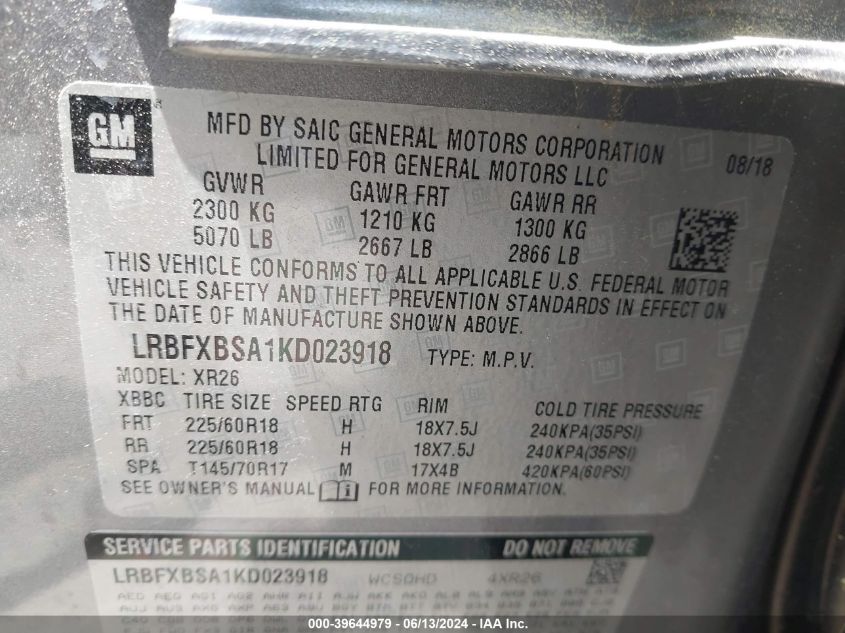 GM
MFD BY SAIC GENERAL MOTORS CORPORATION
LIMITED FOR GENERAL MOTORS LLC
08/18
GVWR GAWR FRT GAWR RR
2300 KG 1210 KG 1300 KG
5070 LB 2667 LB 2866 LB
THIS VEHICLE CONFORMS TO ALL APPLICABLE U.S. FEDERAL MOTOR
VEHICLE SAFETY AND THEFT PREVENTION STANDARDS IN EFFECT ON
THE DATE OF MANUFACTURE SHOWN ABOVE.
LRBFXBSA1KD023918 TYPE: M.P.V.
MODEL: XR26
XBBC TIRE SIZE SPEED RTG RIM COLD TIRE PRESSURE
FRT 225/60R18 H 18X7.5J 240KPA(35PSI)
RR 225/60R18 H 18X7.5J 240KPA(35PSI)
SPA T145/70R17 M 17X4B 420KPA(60PSI)
SEE OWNER'S MANUAL FOR MORE INFORMATION.
SERVICE PARTS IDENTIFICATION DO NOT REMOVE
LRBFXBSA1KD023918 WCSOHD 4XR26
000-39644979 - 06/13/2024 - IAAI.COM